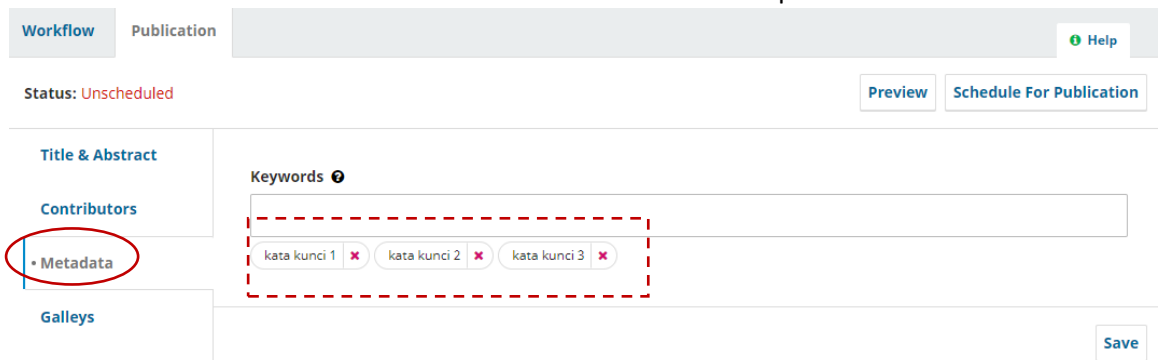 Workflow Publication
Help
Status: Unscheduled Preview Schedule For Publication
Title & Abstract
Keywords
Contributors
kata kunci 1 kata kunci 2 kata kunci 3
• Metadata
Galleys
Save